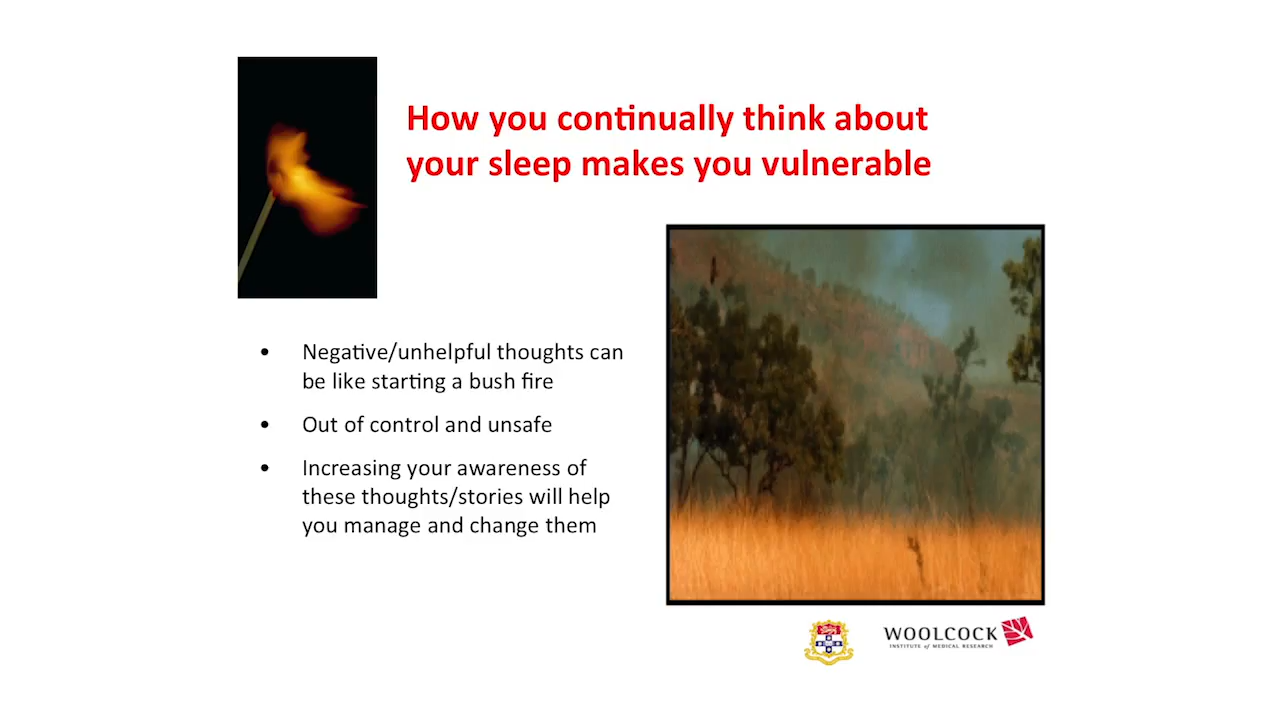 How you continually think about
your sleep makes you vulnerable
• Negative/unhelpful thoughts can
be like starting a bush fire
• Out of control and unsafe
• Increasing your awareness of
these thoughts/stories will help
you manage and change them
WOOLCOCK
INSTITUTE of MEDICAL RESEARCH